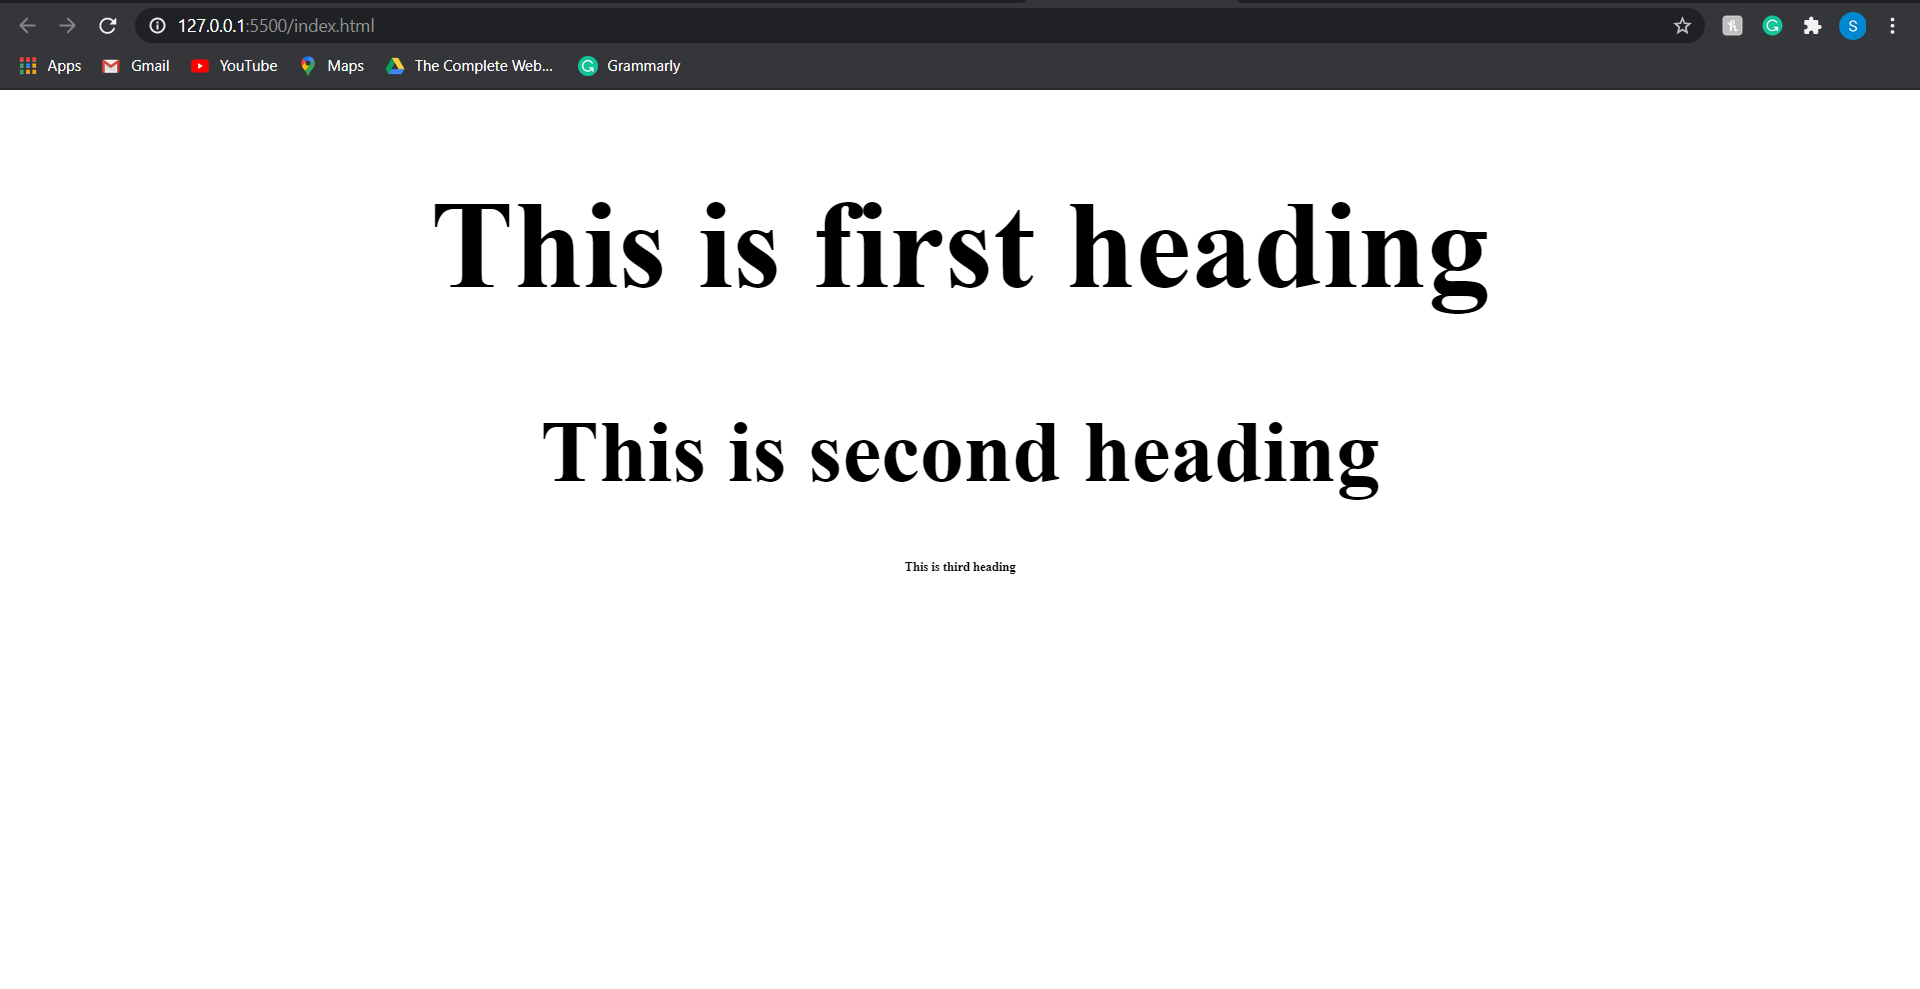 127.0.0.1:5500/index.html
S
Apps Gmail YouTube Maps The Complete Web... Grammarly
This is first heading
This is second heading
This is third heading